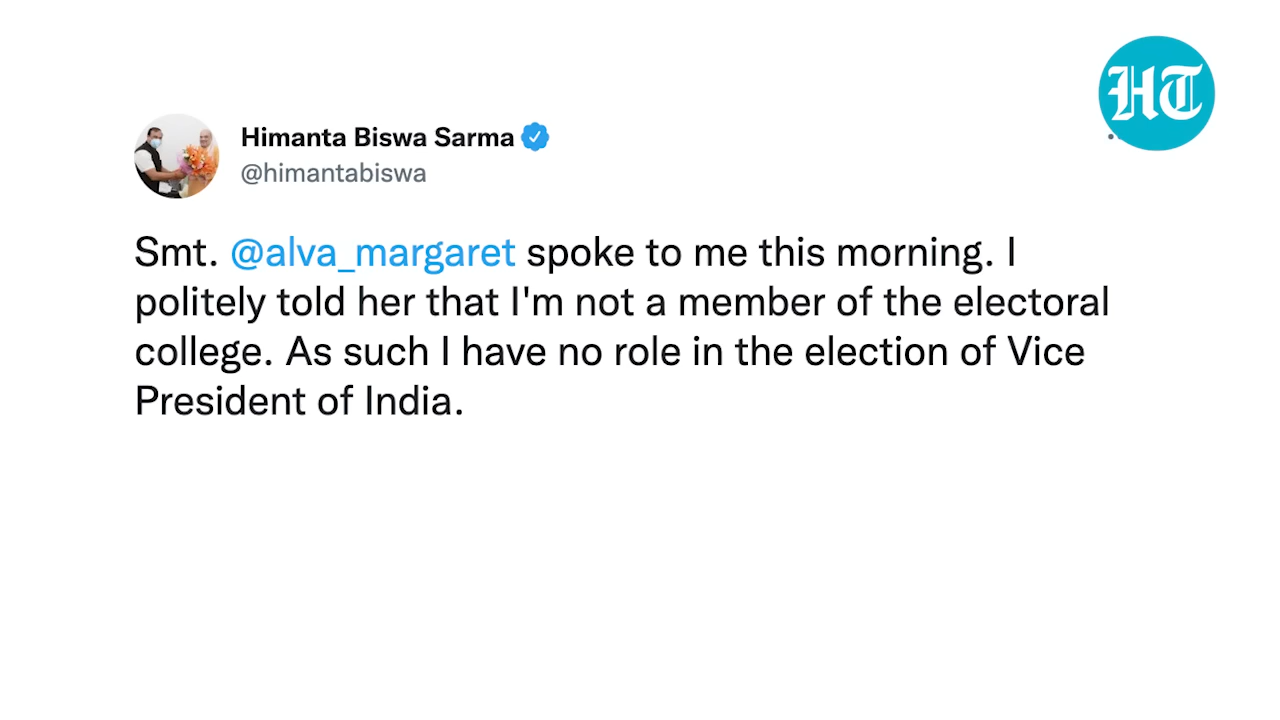 HT
Himanta Biswa Sarma
@himantabiswa
Smt. @alva_margaret spoke to me this morning. I
politely told her that I'm not a member of the electoral
college. As such I have no role in the election of Vice
President of India.